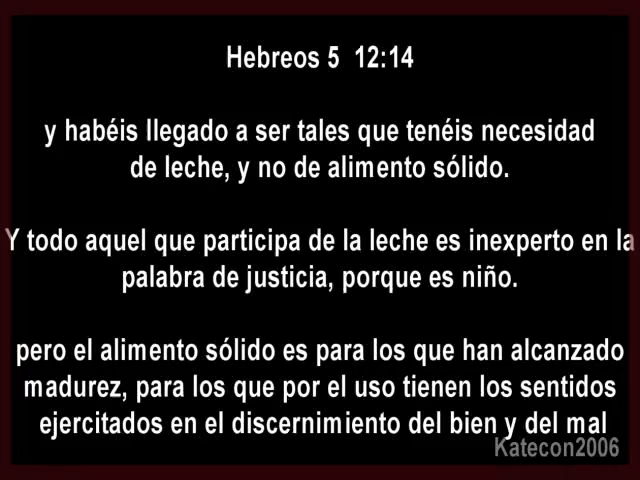 Hebreos 5 12:14
y habéis llegado a ser tales que tenéis necesidad
de leche, y no de alimento sólido.
Y todo aquel que participa de la leche es inexperto en la
palabra de justicia, porque es niño.
pero el alimento sólido es para los que han alcanzado
madurez, para los que por el uso tienen los sentidos
ejercitados en el discernimiento del bien y del mal
Katecon2006